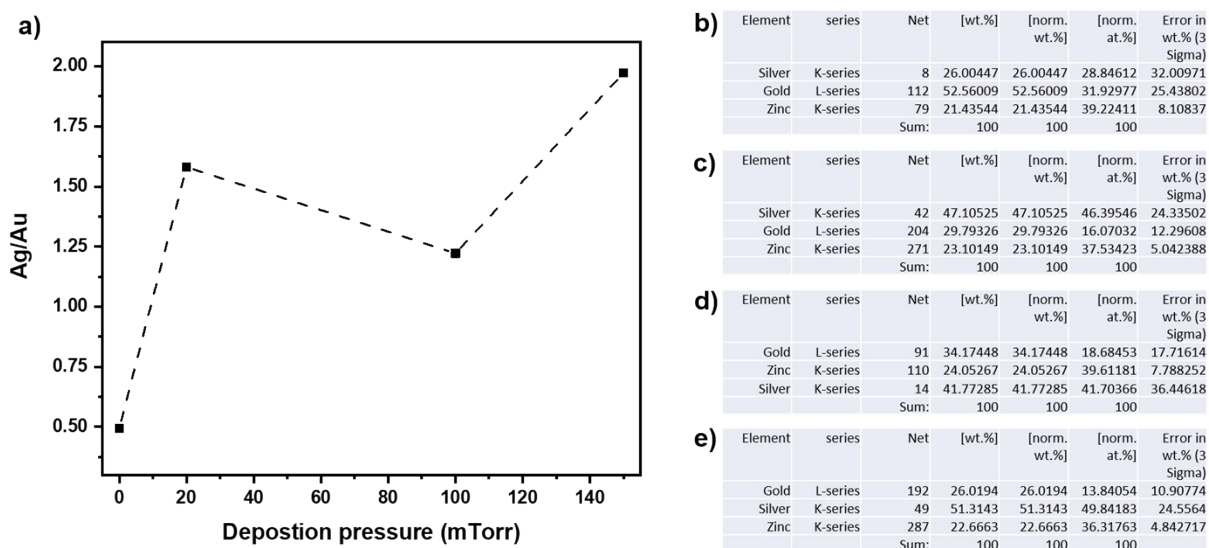 a)
Ag/Au
2.00
1.75
1.50
1.25
1.00
0.75
0.50
0 20 40 60 80 100 120 140
Depostion pressure (mTorr)
b)
Element series Net [wt.%] [norm. [norm. Error in
wt.%] at.%] wt.% (3
Sigma)
Silver K-series 8 26.00447 26.00447 28.84612 32.00971
Gold L-series 112 52.56009 52.56009 31.92977 25.43802
Zinc K-series 79 21.43544 21.43544 39.22411 8.10837
Sum: 100 100 100
c)
Element series Net [wt.%] [norm. [norm. Error in
wt.%] at.%] wt.% (3
Sigma)
Silver K-series 42 47.10525 47.10525 46.39546 24.33502
Gold L-series 204 29.79326 29.79326 16.07032 12.29608
Zinc K-series 271 23.10149 23.10149 37.53423 5.042388
Sum: 100 100 100
d)
Element series Net [wt.%] [norm. [norm. Error in
wt.%] at.%] wt.% (3
Sigma)
Gold L-series 91 34.17448 34.17448 18.68453 17.71614
Zinc K-series 110 24.05267 24.05267 39.61181 7.788252
Silver K-series 14 41.77285 41.77285 41.70366 36.44618
Sum: 100 100 100
e)
Element series Net [wt.%] [norm. [norm. Error in
wt.%] at.%] wt.% (3
Sigma)
Gold L-series 192 26.0194 26.0194 13.84054 10.90774
Silver K-series 49 51.3143 51.3143 49.84183 24.5564
Zinc K-series 287 22.6663 22.6663 36.31763 4.842717
Sum: 100 100 100